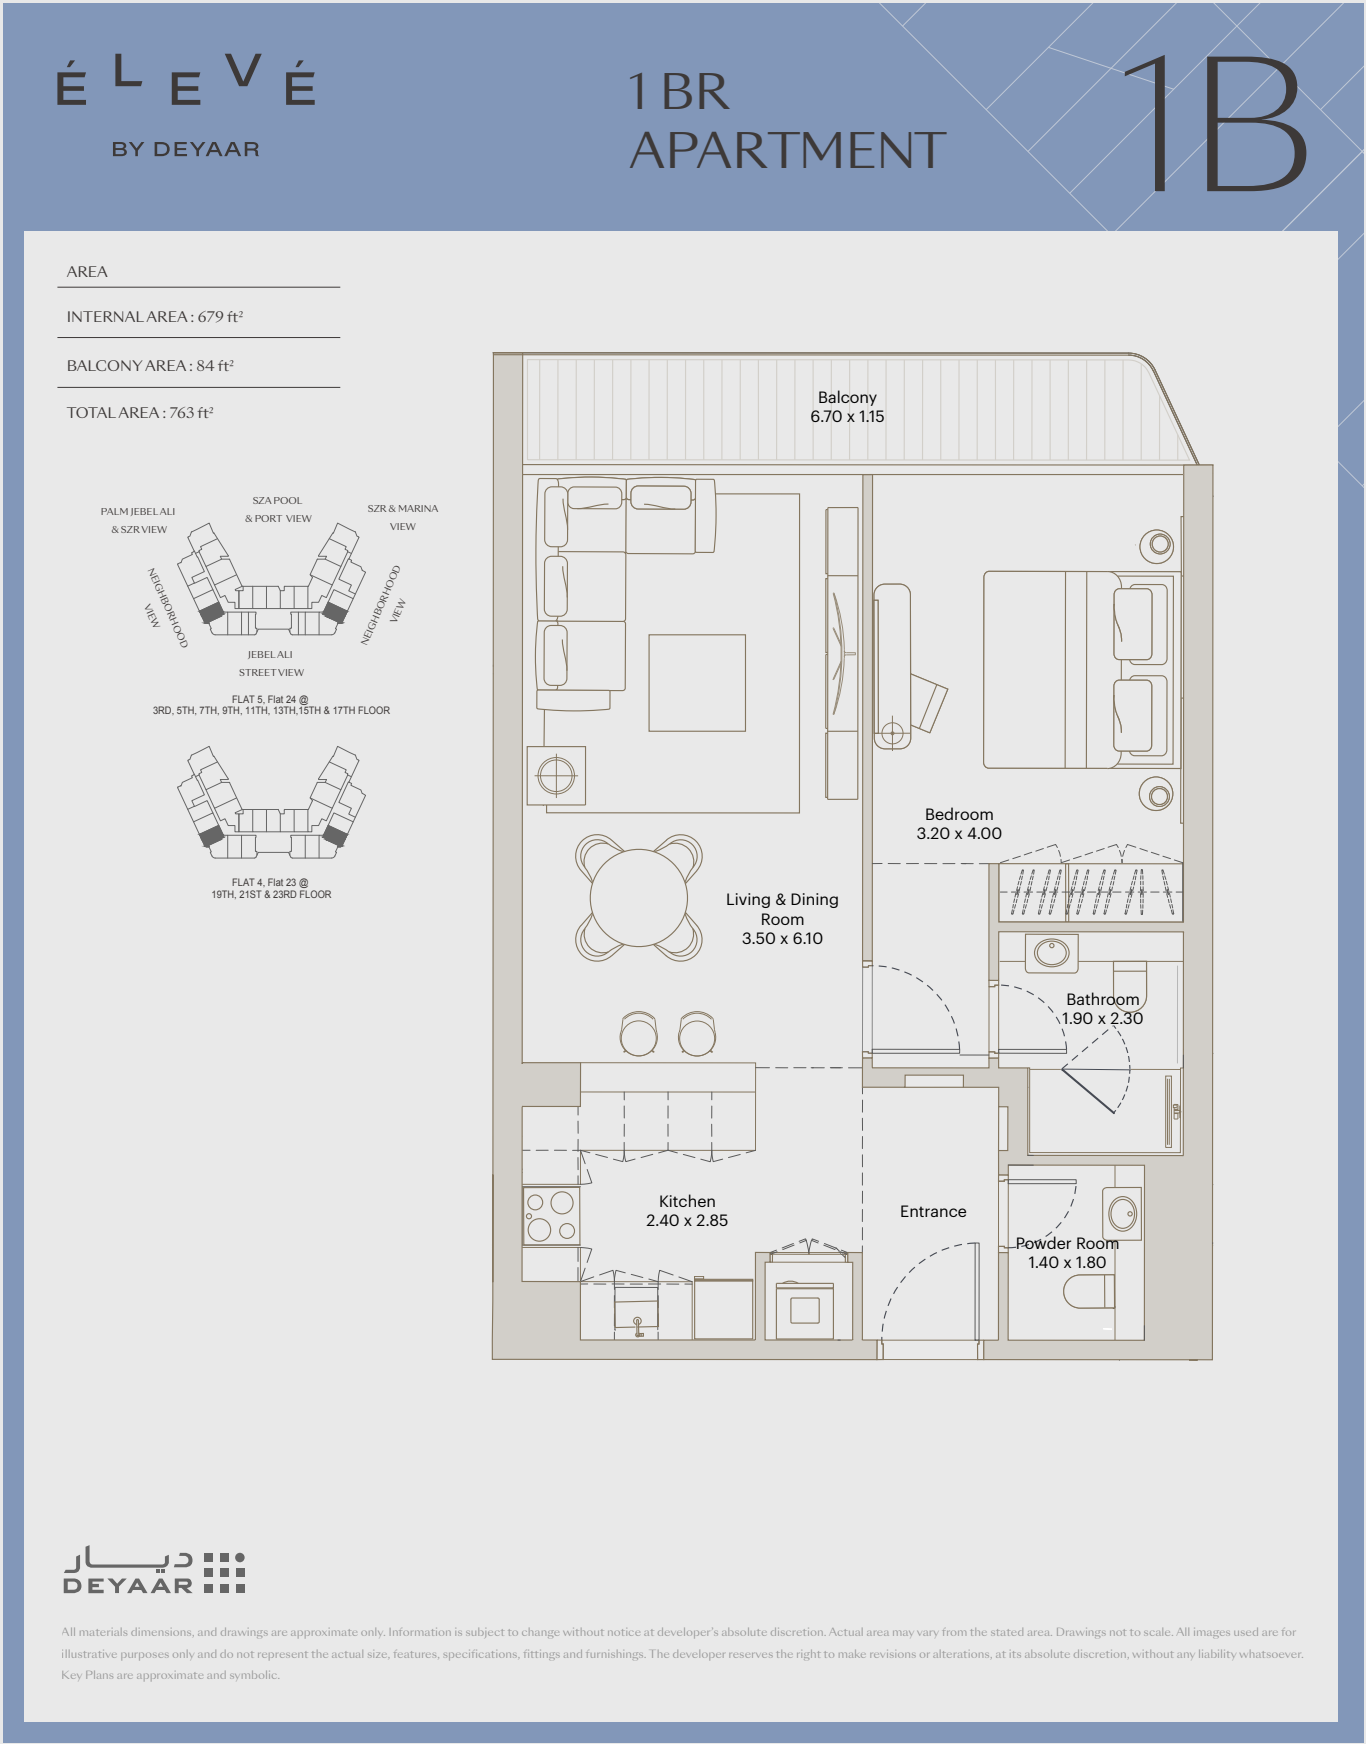 ÉLEVÉ
BY DEYAAR
1 BR
APARTMENT
1B
AREA
INTERNAL AREA : 679 ft²
BALCONY AREA : 84 ft²
TOTAL AREA : 763 ft²
PALM JEBEL ALI
& SZR VIEW
SZA POOL
& PORT VIEW
SZR & MARINA
VIEW
NEIGHBORHOOD
VIEW
NEIGHBORHOOD
VIEW
JEBEL ALI
STREET VIEW
FLAT 5, Flat 24 @
3RD, 5TH, 7TH, 9TH, 11TH, 13TH,15TH & 17TH FLOOR
FLAT 4, Flat 23 @
19TH, 21ST & 23RD FLOOR
Balcony
6.70 x 1.15
Bedroom
3.20 x 4.00
Living & Dining
Room
3.50 x 6.10
Bathroom
1.90 x 2.30
Kitchen
2.40 x 2.85
Entrance
Powder Room
1.40 x 1.80
ديار
DEYAAR
All materials dimensions, and drawings are approximate only. Information is subject to change without notice at developer's absolute discretion. Actual area may vary from the stated area. Drawings not to scale. All images used are for
illustrative purposes only and do not represent the actual size, features, specifications, fittings and furnishings. The developer reserves the right to make revisions or alterations, at its absolute discretion, without any liability whatsoever.
Key Plans are approximate and symbolic.